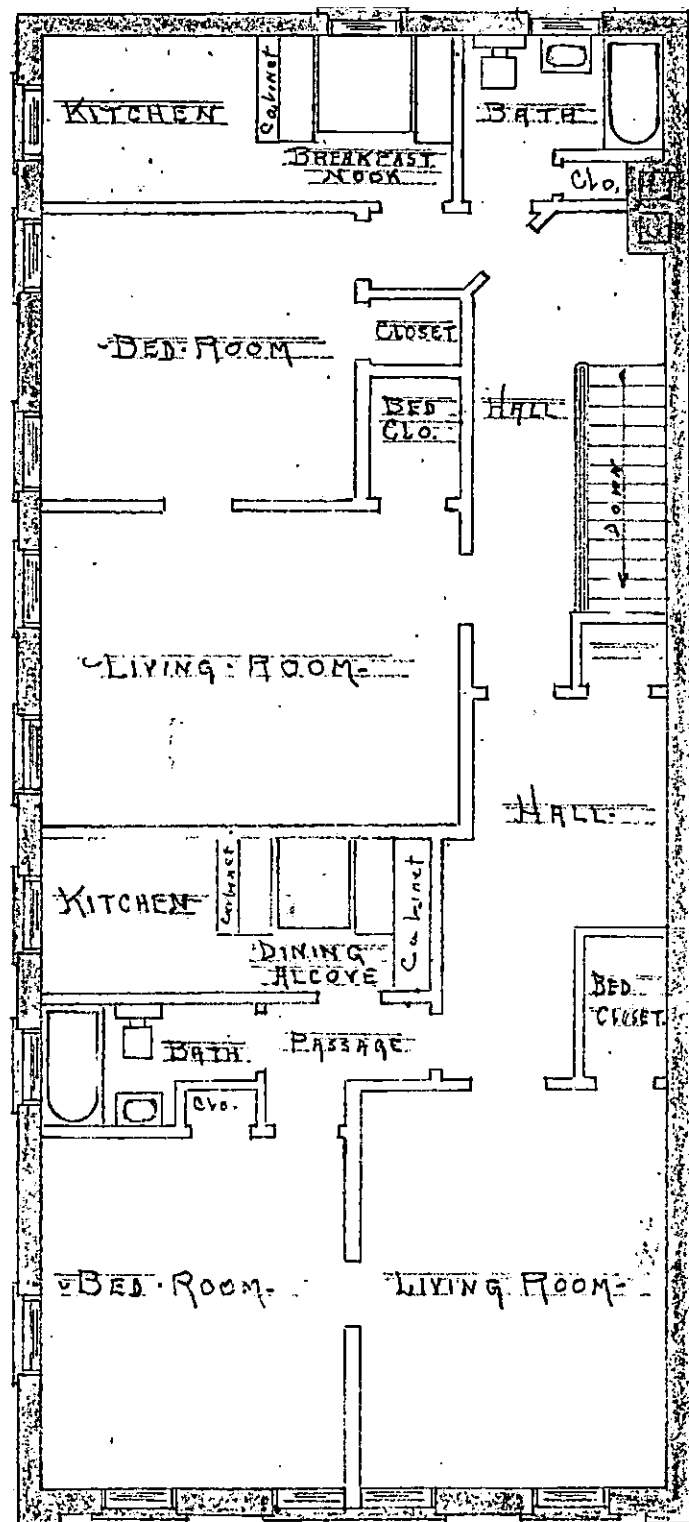 KITCHEN
Cabinet
BREAKFAST
NOOK
BATH
Clo.
BED·ROOM
CLOSET
BED
CLO.
HALL
DOWN
LIVING·ROOM-
HALL-
KITCHEN
Cabinet
DINING
ALCOVE
Cabinet
BED
CLOSET
BATH.
PASSAGE
Clo.
BED·ROOM-
LIVING ROOM-